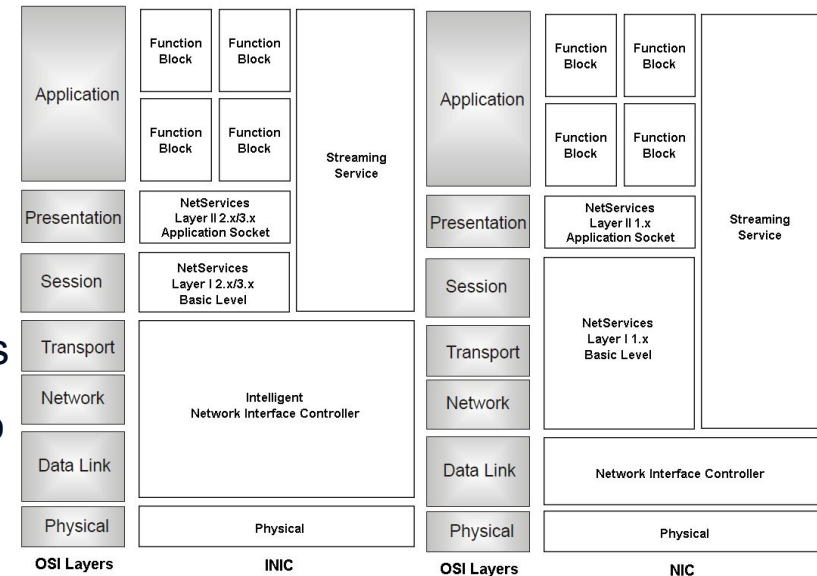 Application
Function
Block
Function
Block
Function
Block
Function
Block
Streaming
Service
Presentation
NetServices
Layer II 2.x/3.x
Application Socket
Session
NetServices
Layer I 2.x/3.x
Basic Level
Transport
Network
Data Link
Intelligent
Network Interface Controller
Physical
Physical
OSI Layers
INIC
Application
Function
Block
Function
Block
Function
Block
Function
Block
Streaming
Service
Presentation
NetServices
Layer II 1.x
Application Socket
Session
Transport
Network
NetServices
Layer I 1.x
Basic Level
Data Link
Network Interface Controller
Physical
Physical
OSI Layers
NIC